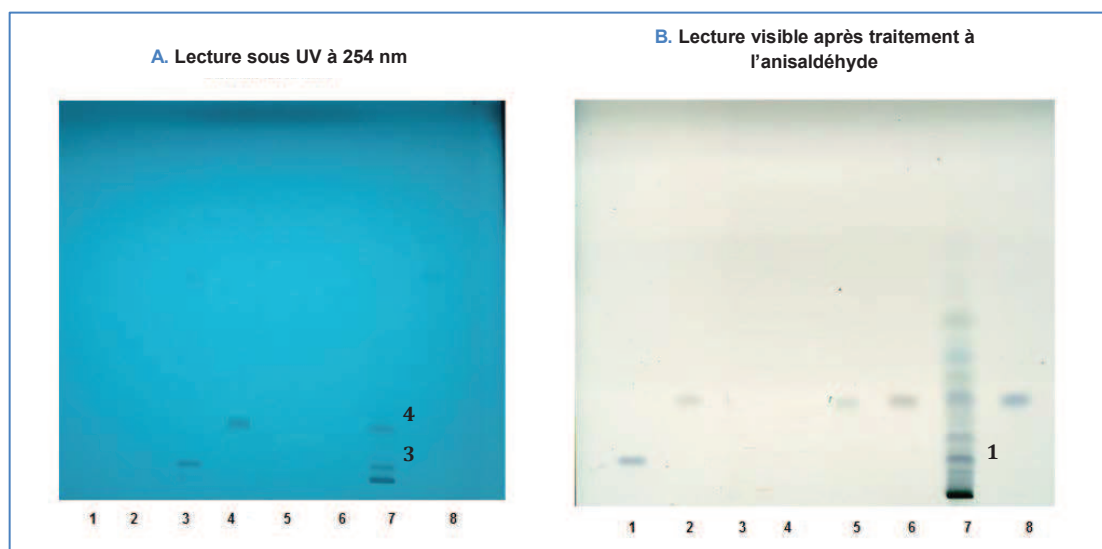 A. Lecture sous UV à 254 nm
B. Lecture visible après traitement à
l'anisaldéhyde
4
3
1
1 2 3 4 5 6 7 8
1 2 3 4 5 6 7 8